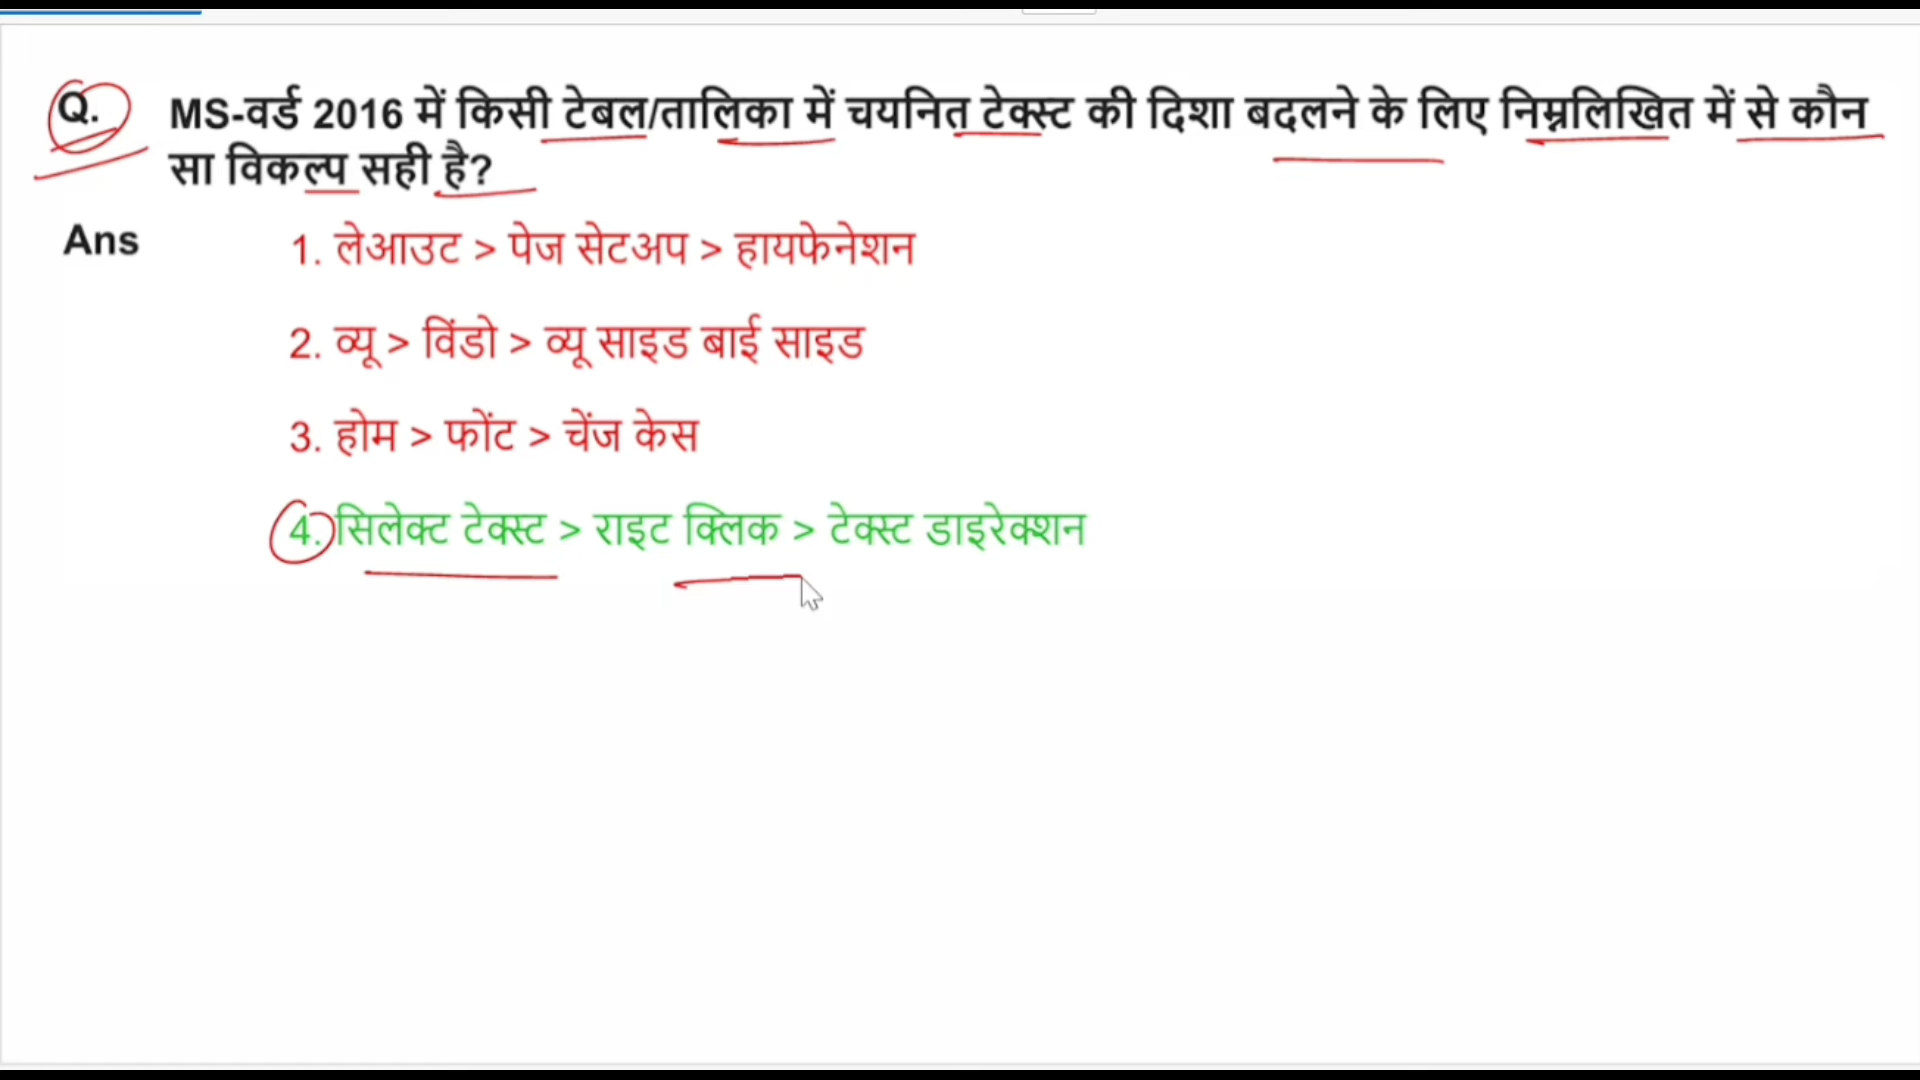 Q. MS-वर्ड 2016 में किसी टेबल/तालिका में चयनित टेक्स्ट की दिशा बदलने के लिए निम्नलिखित में से कौन
सा विकल्प सही है?
Ans 1. लेआउट > पेज सेटअप > हायफेनेशन
2. व्यू > विंडो > व्यू साइड बाई साइड
3. होम > फोंट > चेंज केस
4. सिलेक्ट टेक्स्ट > राइट क्लिक > टेक्स्ट डाइरेक्शन